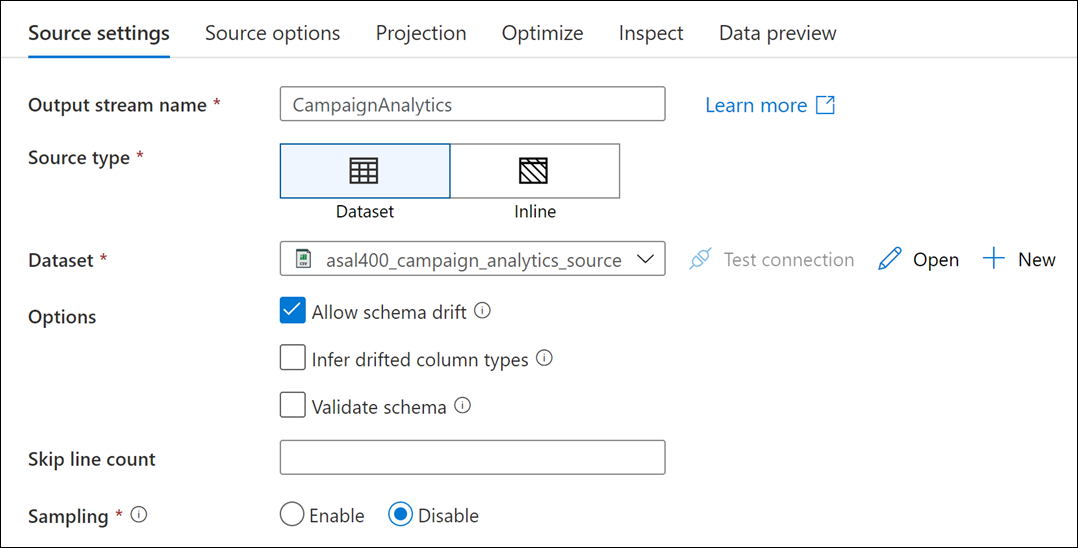 Source settings Source options Projection Optimize Inspect Data preview
Output stream name * CampaignAnalytics Learn more
Source type *
Dataset Inline
Dataset * asal400_campaign_analytics_source Test connection Open New
Options Allow schema drift
Infer drifted column types
Validate schema
Skip line count
Sampling * Enable Disable